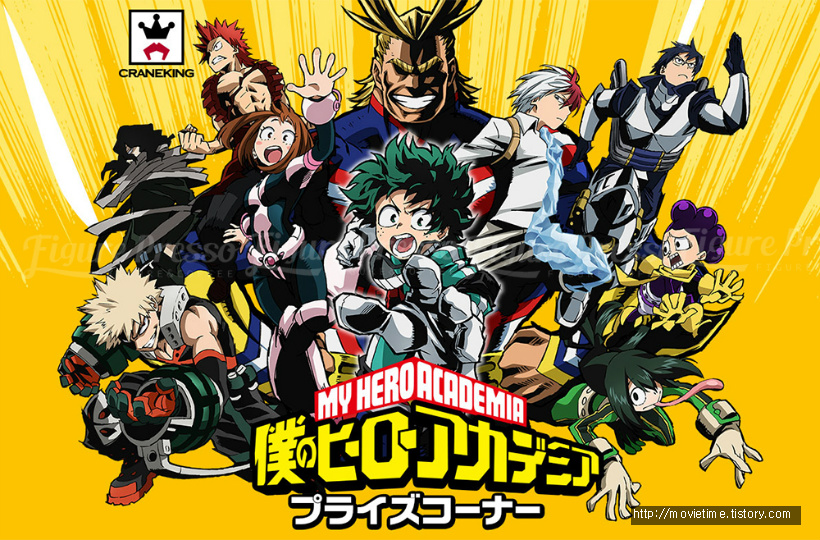 CRANEKING
MY HERO ACADEMIA
僕のヒーローアカデミア
プライズコーナー
http://movietime.tistory.com